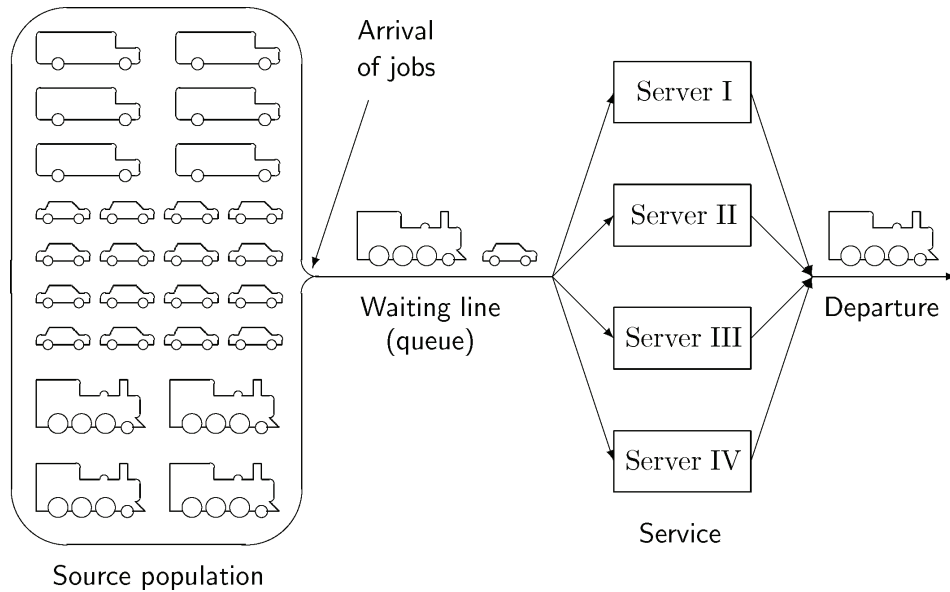 Arrival
of jobs
Server I
Server II
Server III
Server IV
Waiting line
(queue)
Departure
Service
Source population